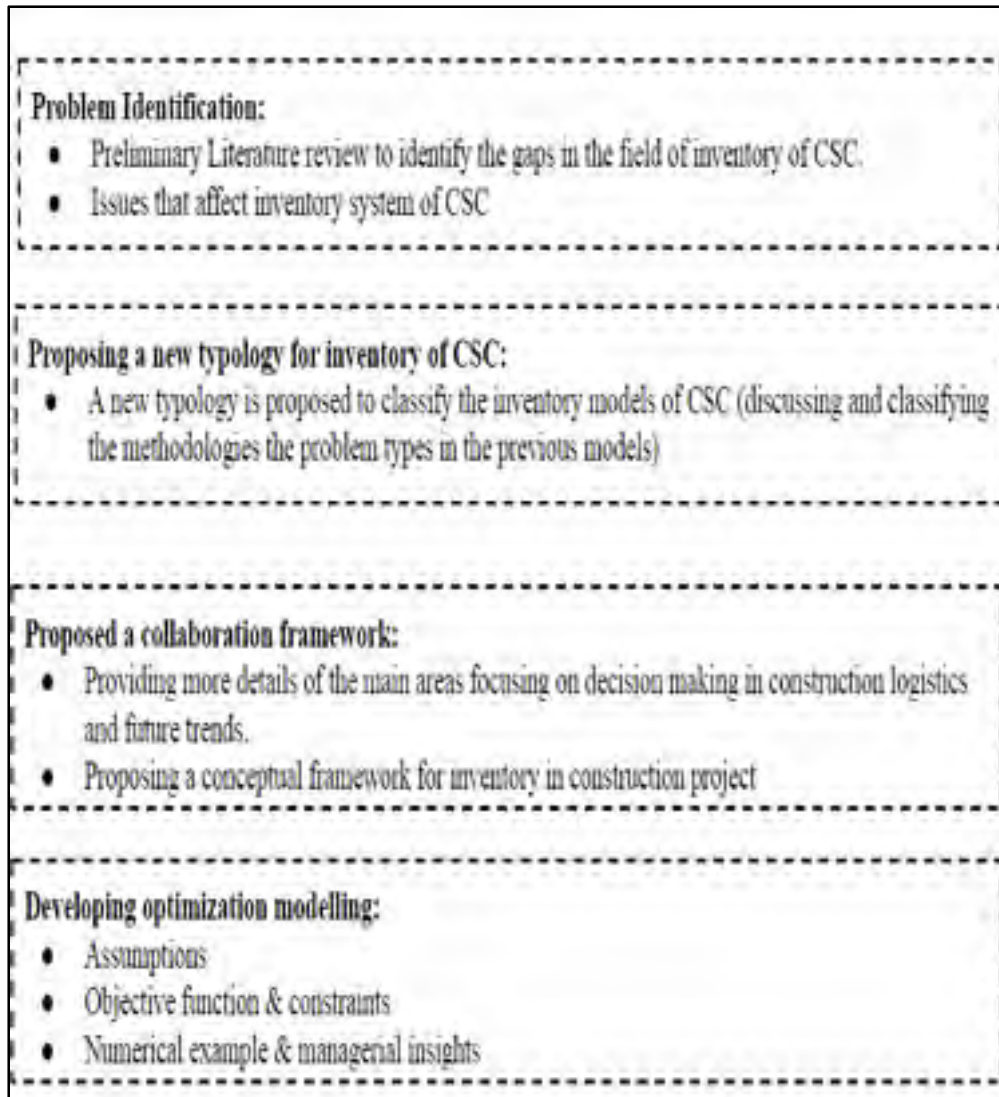 Problem Identification:
● Preliminary Literature review to identify the gaps in the field of inventory of CSC.
● Issues that affect inventory system of CSC
Proposing a new typology for inventory of CSC:
● A new typology is proposed to classify the inventory models of CSC (discussing and classifying
the methodologies the problem types in the previous models)
Proposed a collaboration framework:
● Providing more details of the main areas focusing on decision making in construction logistics
and future trends.
● Proposing a conceptual framework for inventory in construction project
Developing optimization modelling:
● Assumptions
● Objective function & constraints
● Numerical example & managerial insights